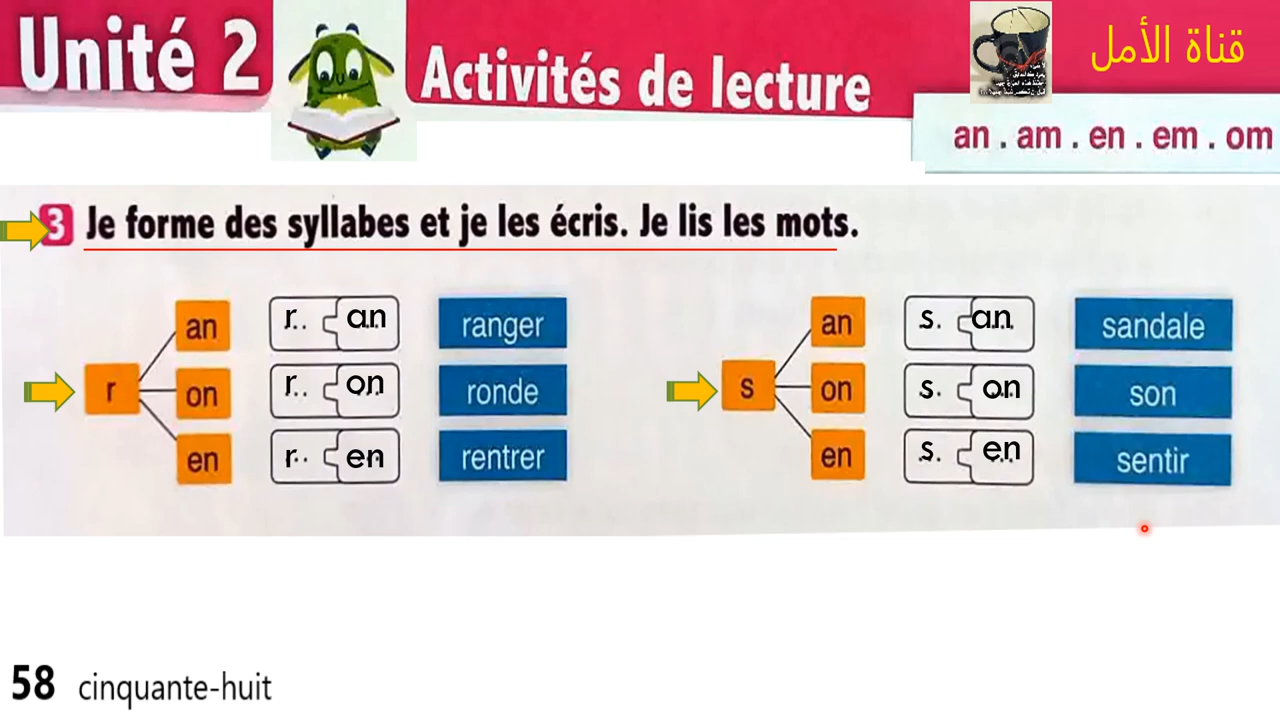 Unité 2
Activités de lecture
قناة الأمل
an . am . en . em . om
3 Je forme des syllabes et je les écris. Je lis les mots.
r
an r.. an ranger
on r.. on ronde
en r.. en rentrer
s
an s. an sandale
on s. on son
en s. en sentir
58 cinquante-huit